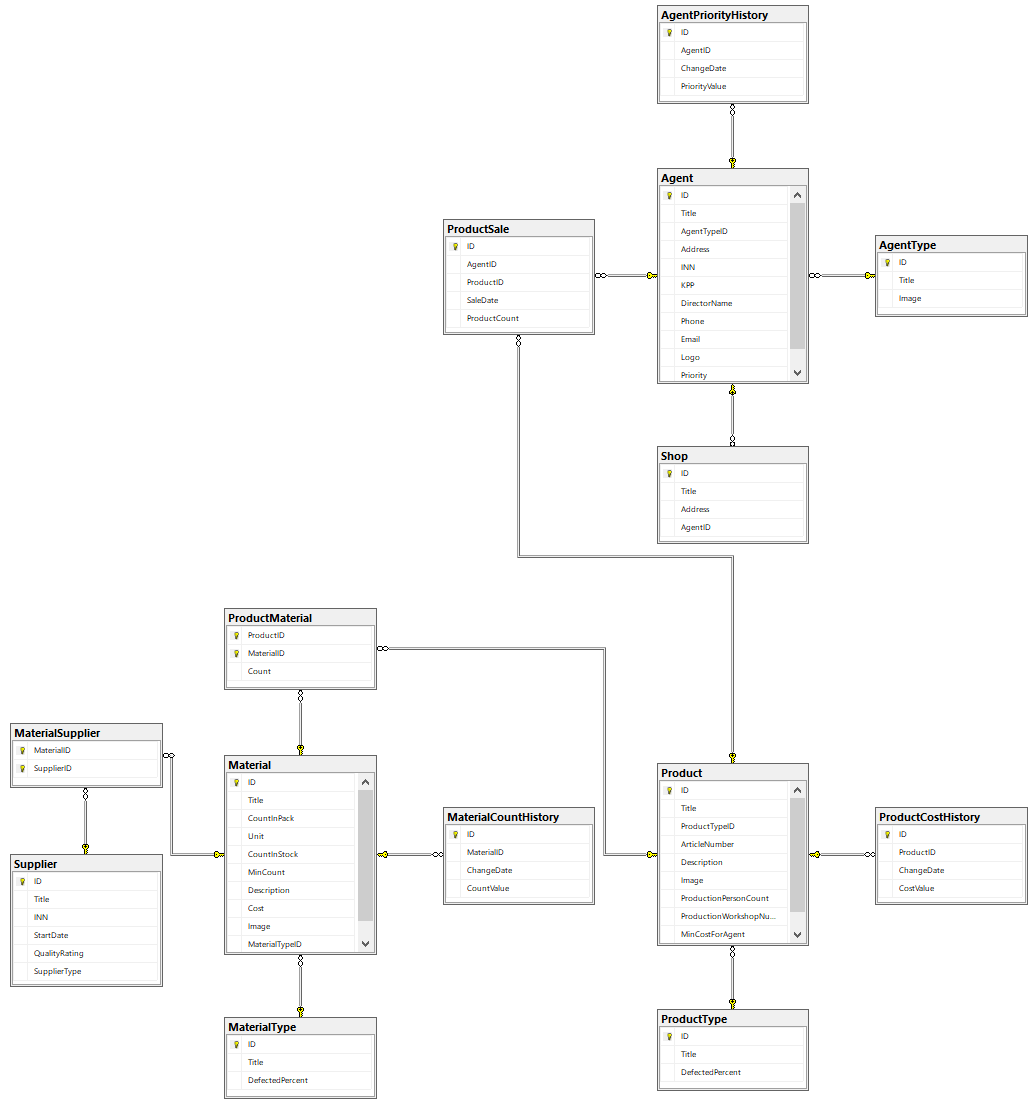 AgentPriorityHistory
ID
AgentID
ChangeDate
PriorityValue
Agent
ID
Title
AgentTypeID
Address
INN
KPP
DirectorName
Phone
Email
Logo
Priority
ProductSale
ID
AgentID
ProductID
SaleDate
ProductCount
AgentType
ID
Title
Image
Shop
ID
Title
Address
AgentID
ProductMaterial
ProductID
MaterialID
Count
MaterialSupplier
MaterialID
SupplierID
Material
ID
Title
CountInPack
Unit
CountInStock
MinCount
Description
Cost
Image
MaterialTypeID
MaterialCountHistory
ID
MaterialID
ChangeDate
CountValue
Product
ID
Title
ProductTypeID
ArticleNumber
Description
Image
ProductionPersonCount
ProductionWorkshopNu...
MinCostForAgent
ProductCostHistory
ID
ProductID
ChangeDate
CostValue
Supplier
ID
Title
INN
StartDate
QualityRating
SupplierType
MaterialType
ID
Title
DefectedPercent
ProductType
ID
Title
DefectedPercent